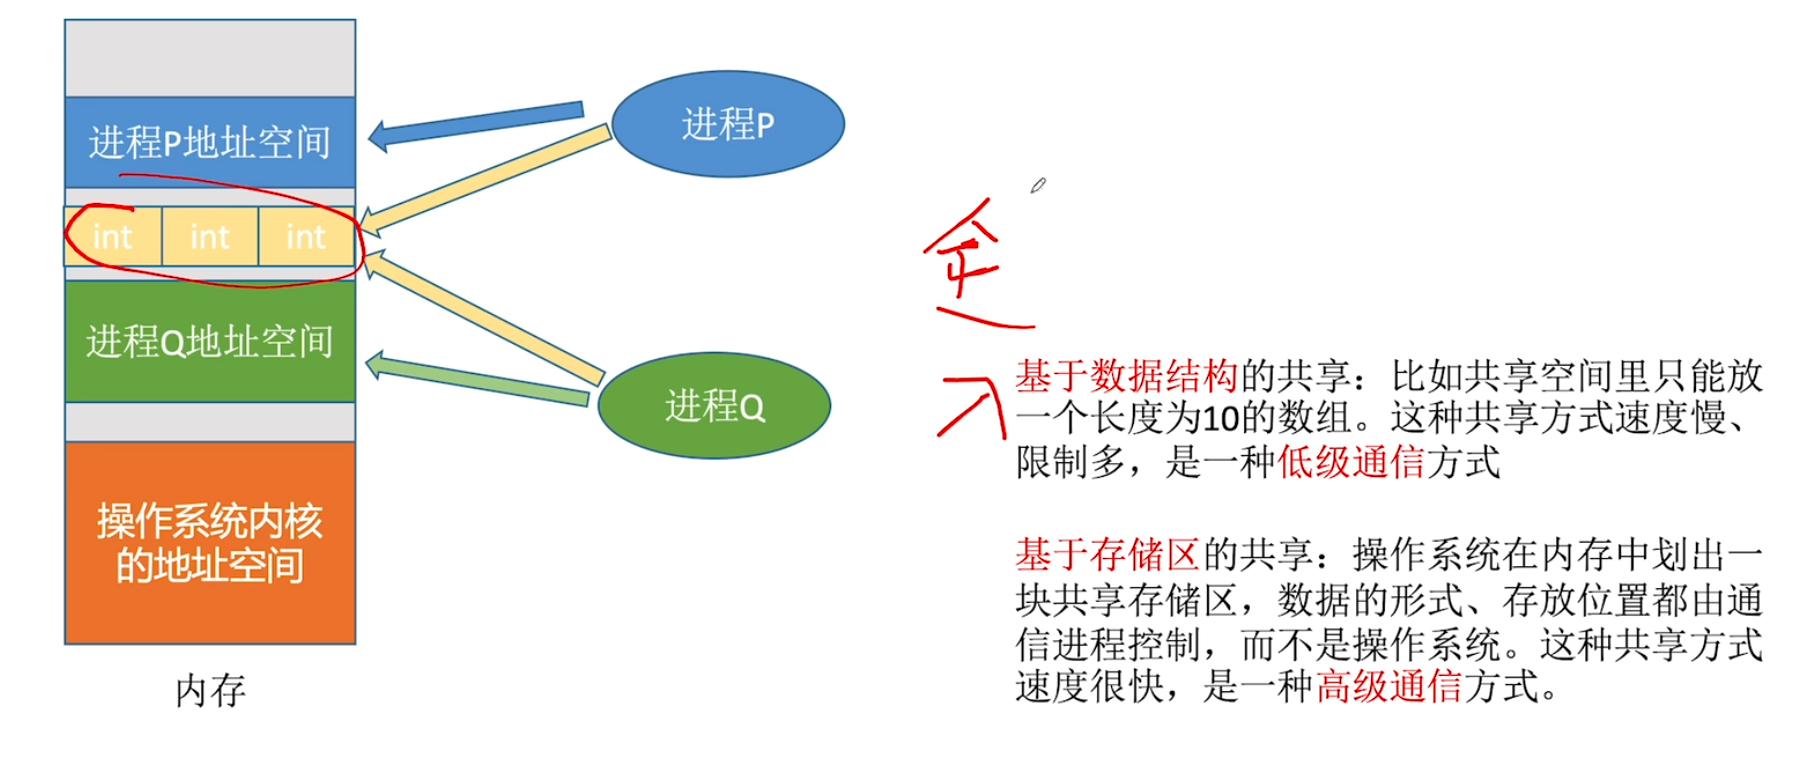 进程P地址空间
int int int
进程Q地址空间
操作系统内核
的地址空间
内存
进程P
进程Q
基于数据结构的共享：比如共享空间里只能放
一个长度为10的数组。这种共享方式速度慢、
限制多，是一种低级通信方式
基于存储区的共享：操作系统在内存中划出一
块共享存储区，数据的形式、存放位置都由通
信进程控制，而不是操作系统。这种共享方式
速度很快，是一种高级通信方式。